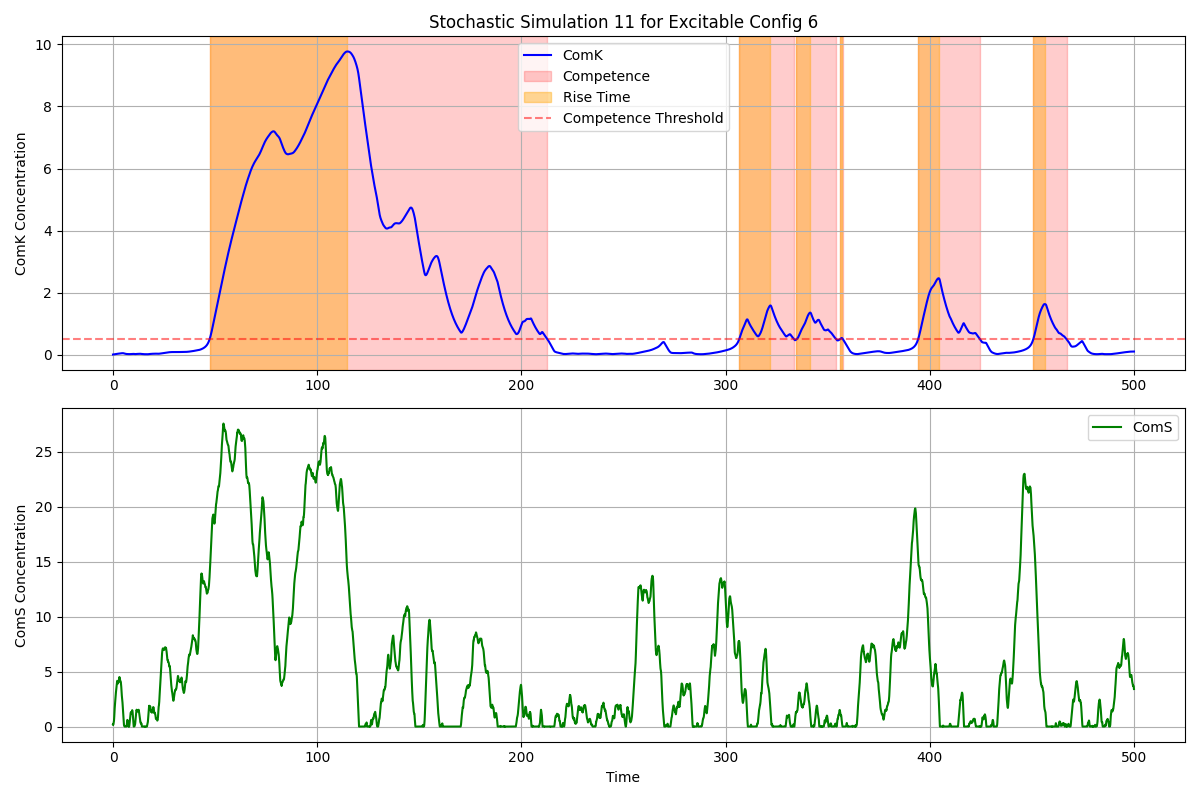 Stochastic Simulation 11 for Excitable Config 6
ComK Concentration
10
8
6
4
2
0
ComK
Competence
Rise Time
Competence Threshold
0 100 200 300 400 500
ComS Concentration
25
20
15
10
5
0
ComS
0 100 200 300 400 500
Time